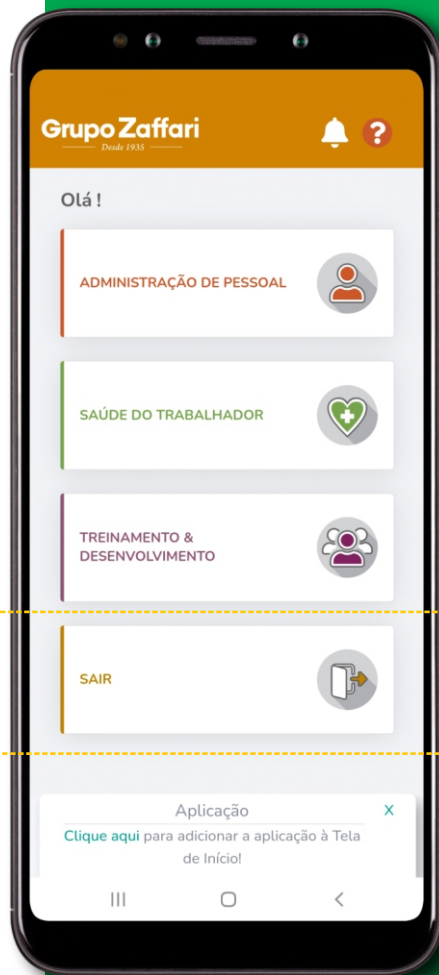 Grupo Zaffari
Desde 1935
?
Olá !
ADMINISTRAÇÃO DE PESSOAL
SAÚDE DO TRABALHADOR
TREINAMENTO &
DESENVOLVIMENTO
SAIR
Aplicação
X
Clique aqui para adicionar a aplicação à Tela
de Início!